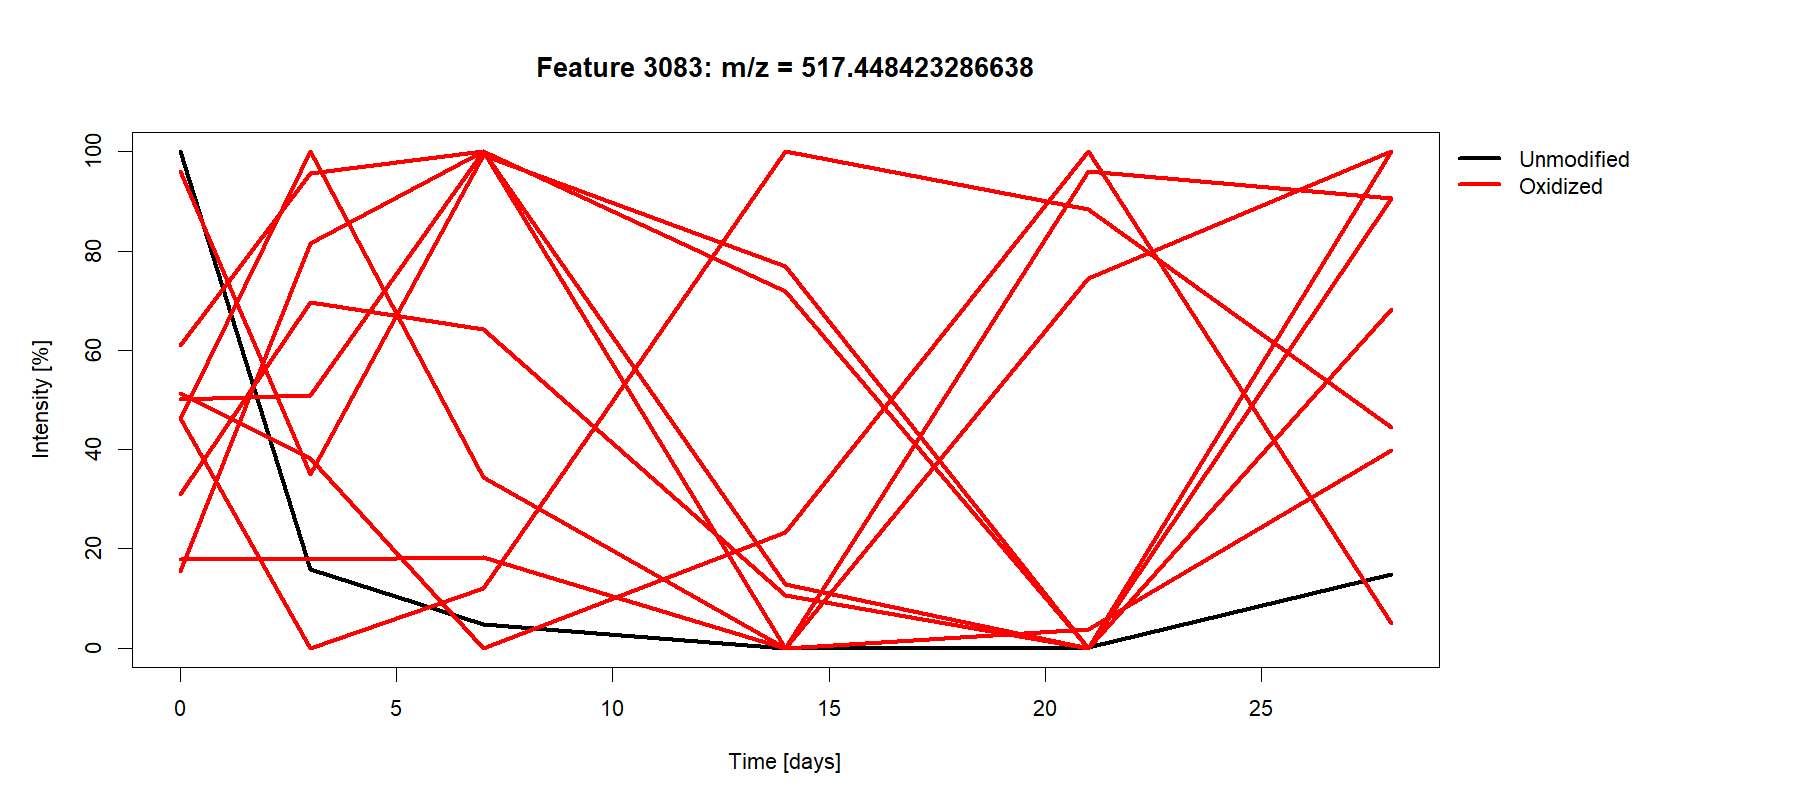 Feature 3083: m/z = 517.448423286638
Unmodified
Oxidized
Intensity [%]
100
80
60
40
20
0
0 5 10 15 20 25
Time [days]